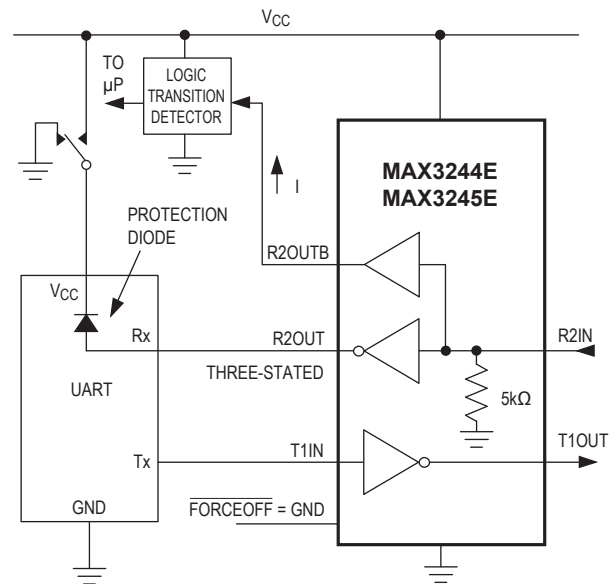 VCC
TO
µP
LOGIC
TRANSITION
DETECTOR
MAX3244E
MAX3245E
I
PROTECTION
DIODE
R2OUTB
VCC
Rx
R2OUT
R2IN
THREE-STATED
UART
5kΩ
Tx
T1IN
T1OUT
GND
FORCEOFF = GND